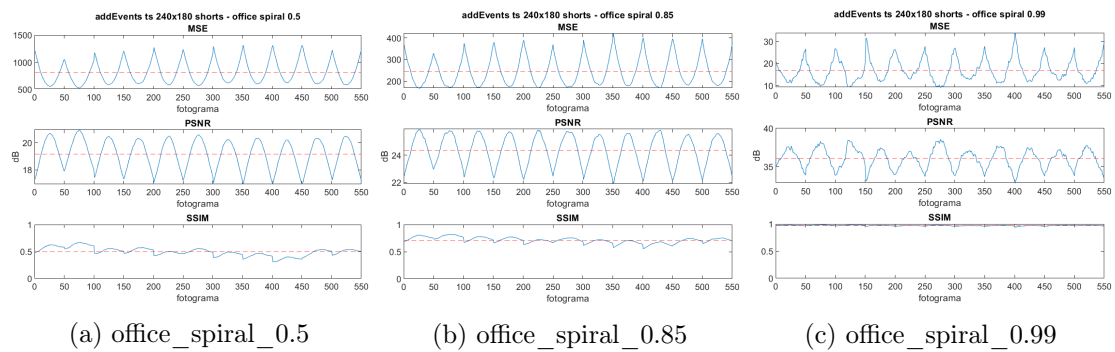 addEvents ts 240x180 shorts - office spiral 0.5
MSE
1500
1000
500
0 50 100 150 200 250 300 350 400 450 500 550
fotograma
PSNR
20
18
dB
0 50 100 150 200 250 300 350 400 450 500 550
fotograma
SSIM
1
0.5
0
0 50 100 150 200 250 300 350 400 450 500 550
fotograma
(a) office_spiral_0.5
addEvents ts 240x180 shorts - office spiral 0.85
MSE
400
300
200
0 50 100 150 200 250 300 350 400 450 500 550
fotograma
PSNR
24
22
dB
0 50 100 150 200 250 300 350 400 450 500 550
fotograma
SSIM
1
0.5
0
0 50 100 150 200 250 300 350 400 450 500 550
fotograma
(b) office_spiral_0.85
addEvents ts 240x180 shorts - office spiral 0.99
MSE
30
20
10
0 50 100 150 200 250 300 350 400 450 500 550
fotograma
PSNR
40
35
dB
0 50 100 150 200 250 300 350 400 450 500 550
fotograma
SSIM
1
0.5
0
0 50 100 150 200 250 300 350 400 450 500 550
fotograma
(c) office_spiral_0.99